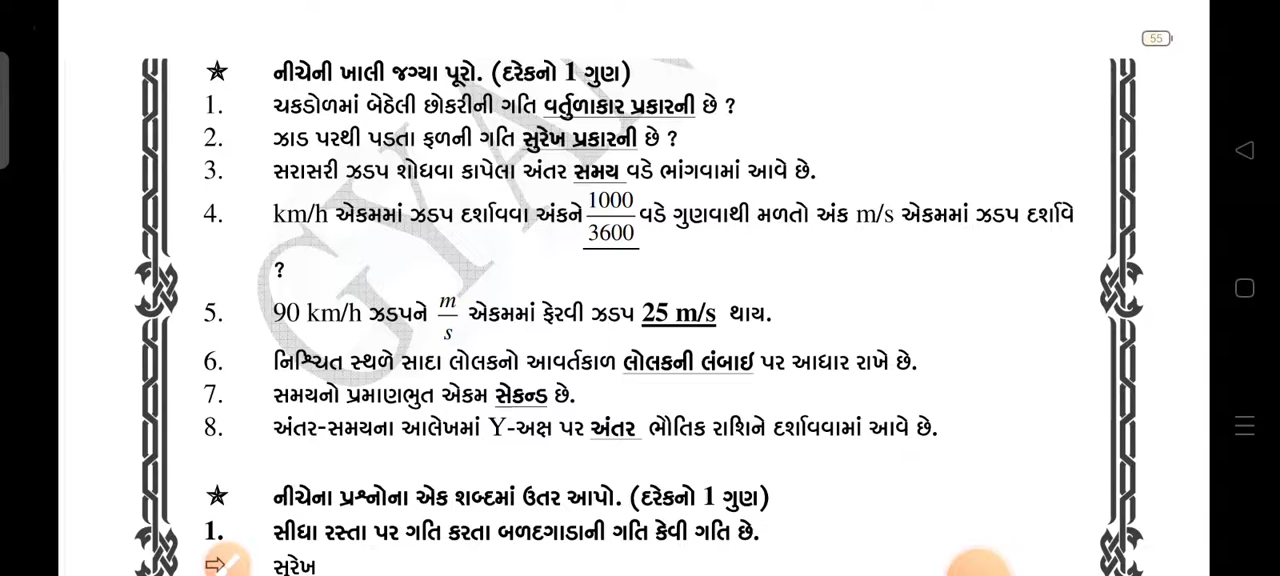 55
★ નીચેની ખાલી જગ્યા પૂરો. (દરેકનો 1 ગુણ)
1. ચકડોળમાં બેઠેલી છોકરીની ગતિ વર્તુળાકાર પ્રકારની છે ?
2. ઝાડ પરથી પડતા ફળની ગતિ સુરેખ પ્રકારની છે ?
3. સરાસરી ઝડપ શોધવા કાપેલા અંતર સમય વડે ભાંગવામાં આવે છે.
4. km/h એકમમાં ઝડપ દર્શાવવા અંકને 1000/3600 વડે ગુણવાથી મળતો અંક m/s એકમમાં ઝડપ દર્શાવે
?
5. 90 km/h ઝડપને m/s એકમમાં ફેરવી ઝડપ 25 m/s થાય.
6. નિશ્ચિત સ્થળે સાદા લોલકનો આવર્તકાળ લોલકની લંબાઇ પર આધાર રાખે છે.
7. સમયનો પ્રમાણભુત એકમ સેકન્ડ છે.
8. અંતર-સમયના આલેખમાં Y-અક્ષ પર અંતર ભૌતિક રાશિને દર્શાવવામાં આવે છે.
★ નીચેના પ્રશ્નોના એક શબ્દમાં ઉતર આપો. (દરેકનો 1 ગુણ)
1. સીધા રસ્તા પર ગતિ કરતા બળદગાડાની ગતિ કેવી ગતિ છે.
⇨ સુરેખ